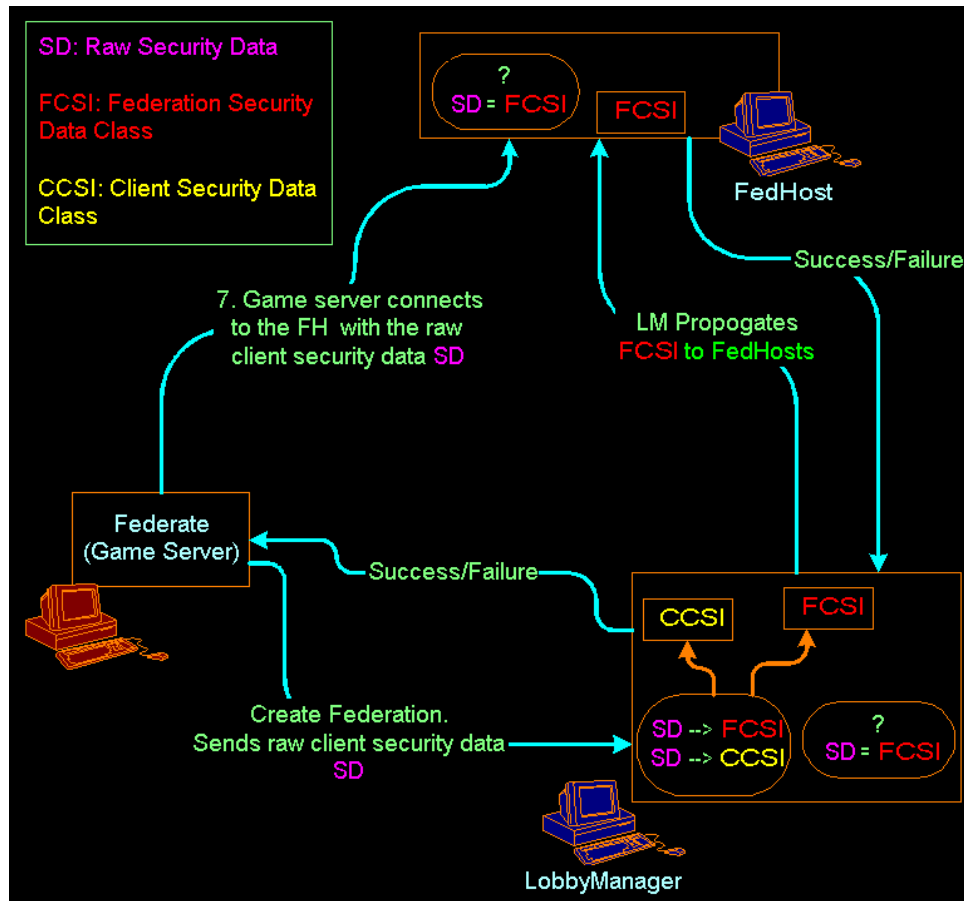 SD: Raw Security Data
FCSI: Federation Security
Data Class
CCSI: Client Security Data
Class
?
SD = FCSI
FCSI
FedHost
Success/Failure
7. Game server connects
to the FH with the raw
client security data SD
LM Propogates
FCSI to FedHosts
Federate
(Game Server)
Success/Failure
CCSI
FCSI
Create Federation.
Sends raw client security data
SD
SD --> FCSI
SD --> CCSI
?
SD = FCSI
LobbyManager